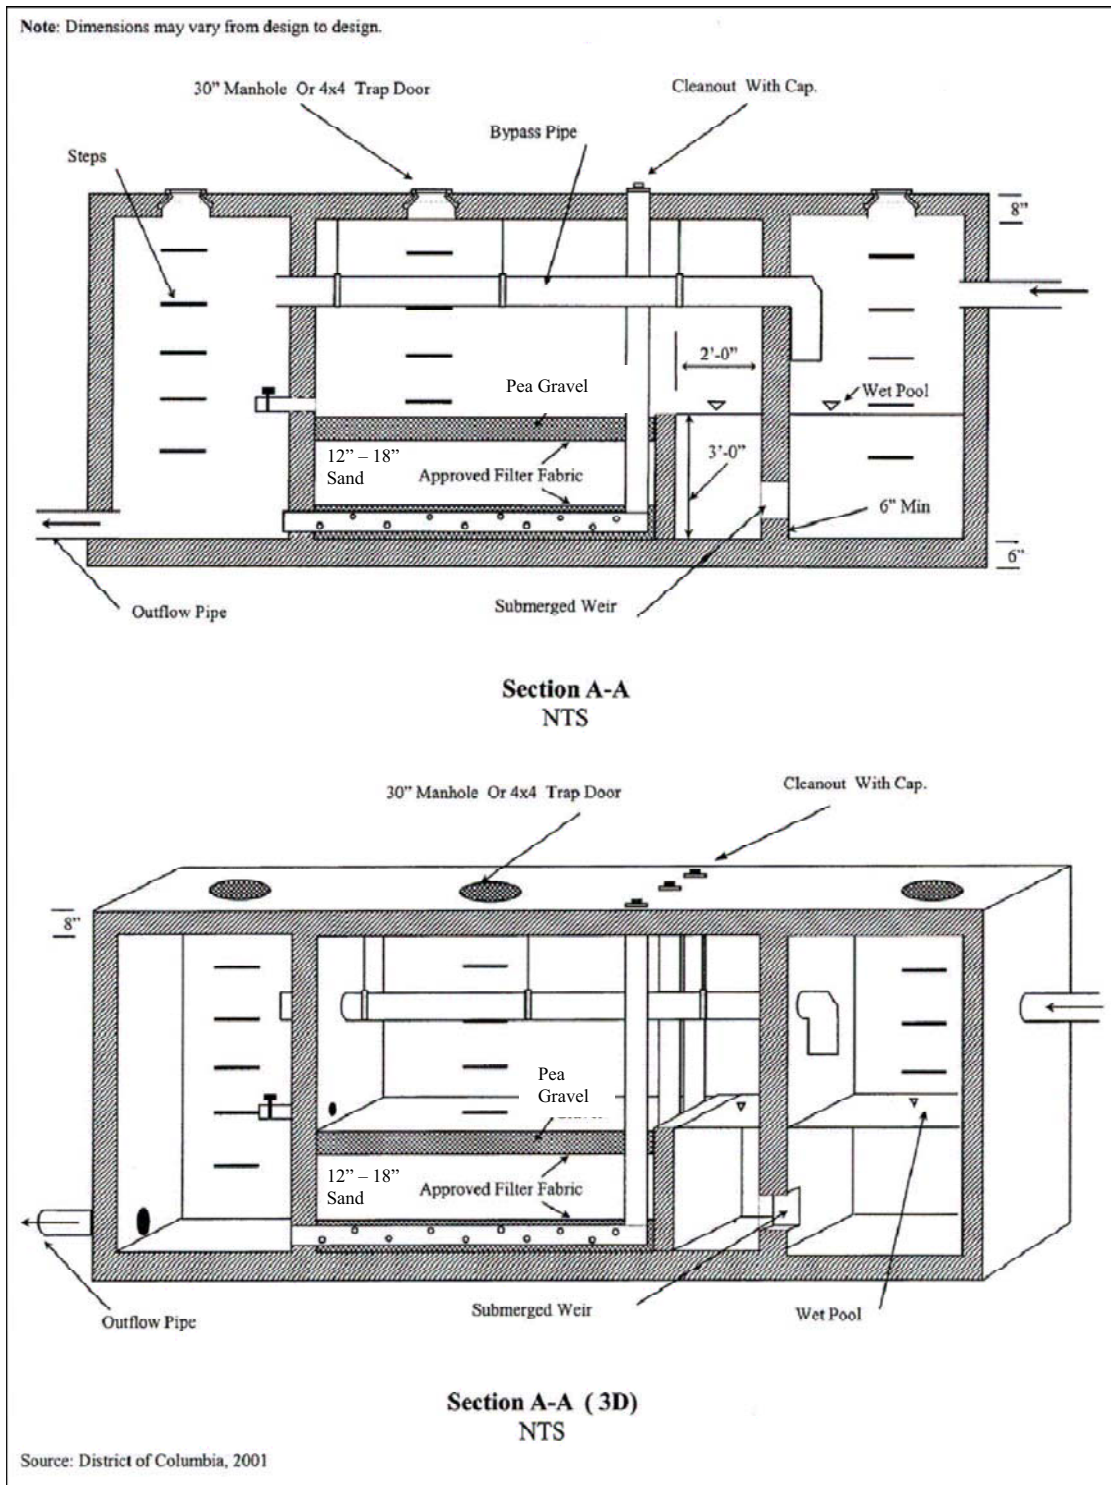 Note: Dimensions may vary from design to design.
30” Manhole Or 4x4 Trap Door
Cleanout With Cap.
Bypass Pipe
Steps
8”
2’-0”
Wet Pool
Pea Gravel
12” – 18”
Sand
Approved Filter Fabric
3’-0”
6” Min
6”
Outflow Pipe
Submerged Weir
Section A-A
NTS
30” Manhole Or 4x4 Trap Door
Cleanout With Cap.
8”
Pea
Gravel
12” – 18”
Sand
Approved Filter Fabric
Submerged Weir
Wet Pool
Outflow Pipe
Section A-A ( 3D)
NTS
Source: District of Columbia, 2001